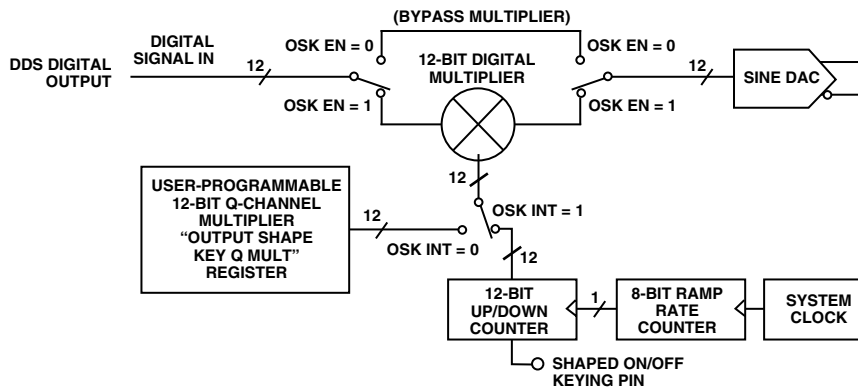 (BYPASS MULTIPLIER)
DIGITAL
SIGNAL IN
DDS DIGITAL
OUTPUT
12
OSK EN = 0
OSK EN = 1
12-BIT DIGITAL
MULTIPLIER
OSK EN = 0
OSK EN = 1
12
SINE DAC
12
USER-PROGRAMMABLE
12-BIT Q-CHANNEL
MULTIPLIER
“OUTPUT SHAPE
KEY Q MULT”
REGISTER
12
OSK INT = 0
OSK INT = 1
12
12-BIT
UP/DOWN
COUNTER
1
8-BIT RAMP
RATE
COUNTER
SYSTEM
CLOCK
SHAPED ON/OFF
KEYING PIN